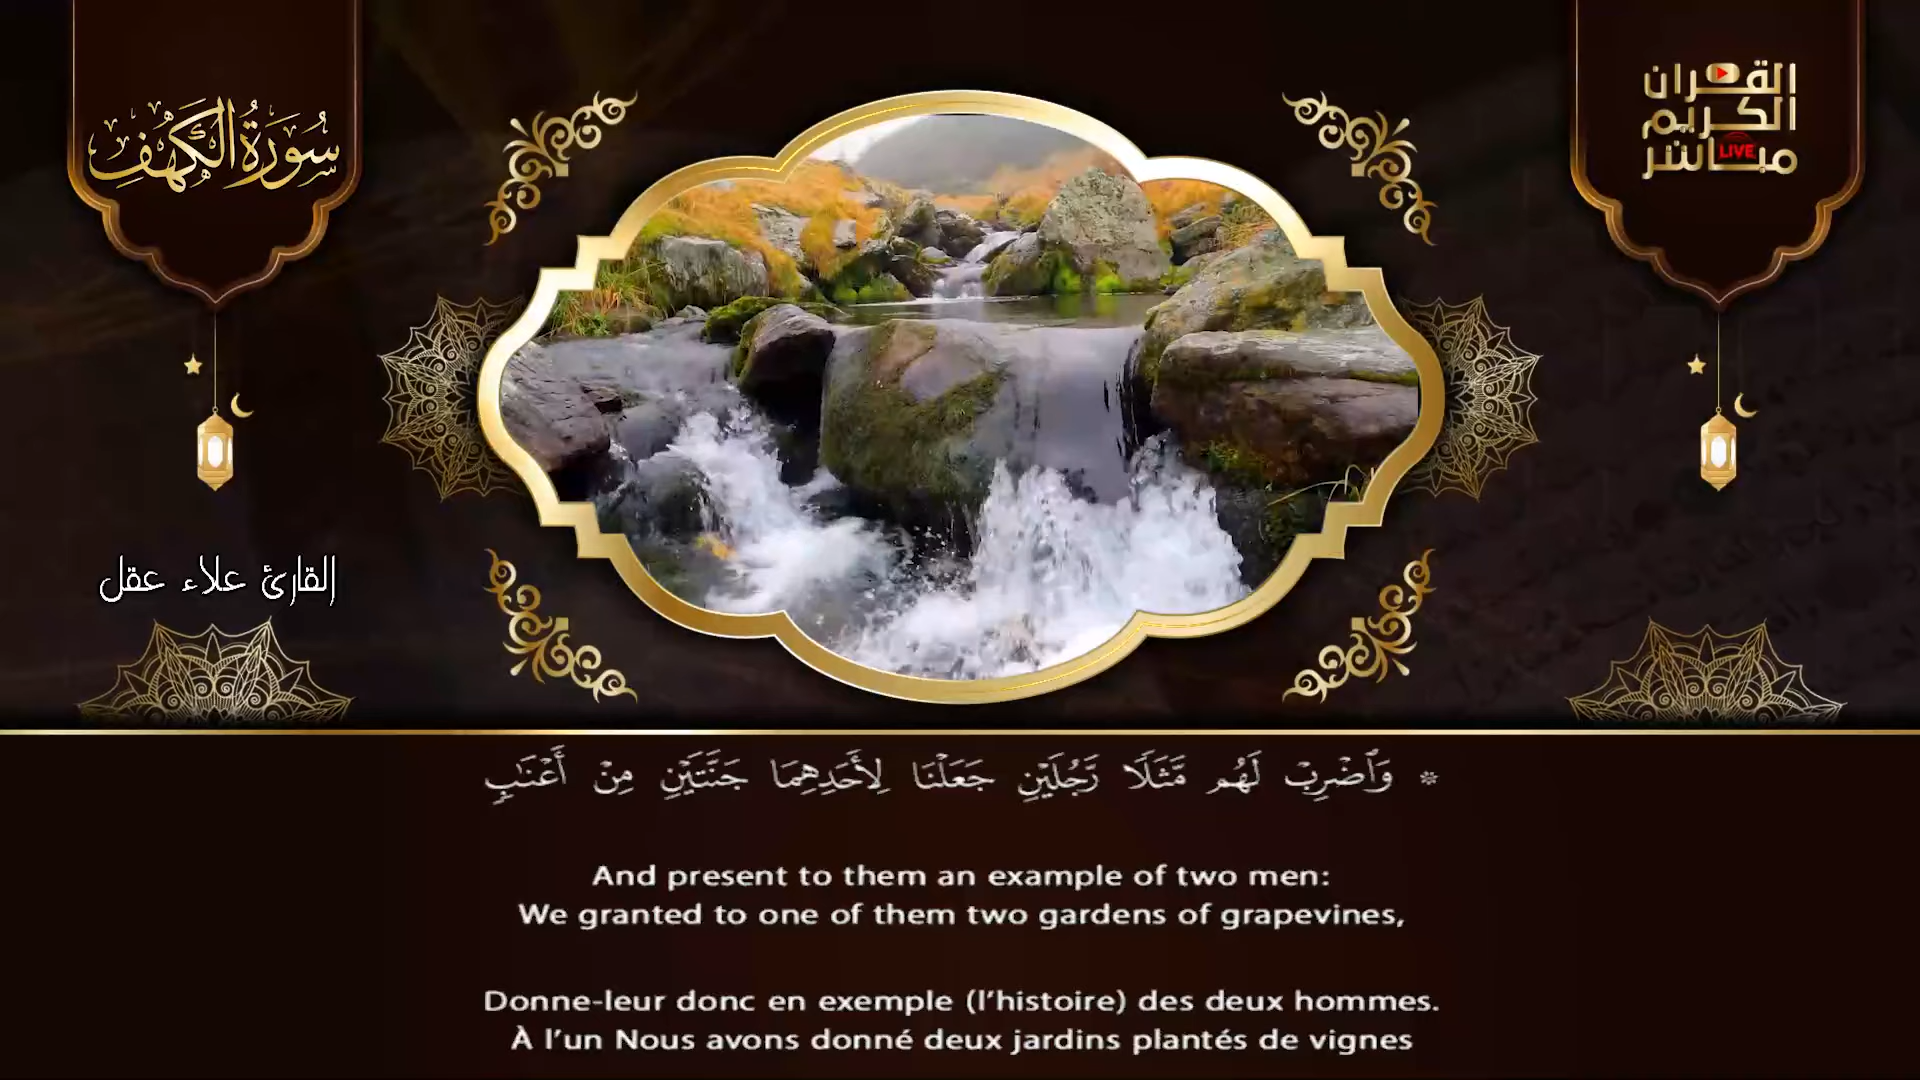 سُورَةُ الْكَهْفِ
القرآن
الكريم
مباشر
LIVE
القارئ علاء عقل
۞ وَٱضْرِبْ لَهُم مَّثَلًا رَّجُلَيْنِ جَعَلْنَا لِأَحَدِهِمَا جَنَّتَيْنِ مِنْ أَعْنَٰبٍ
And present to them an example of two men:
We granted to one of them two gardens of grapevines,
Donne-leur donc en exemple (l’histoire) des deux hommes.
À l’un Nous avons donné deux jardins plantés de vignes